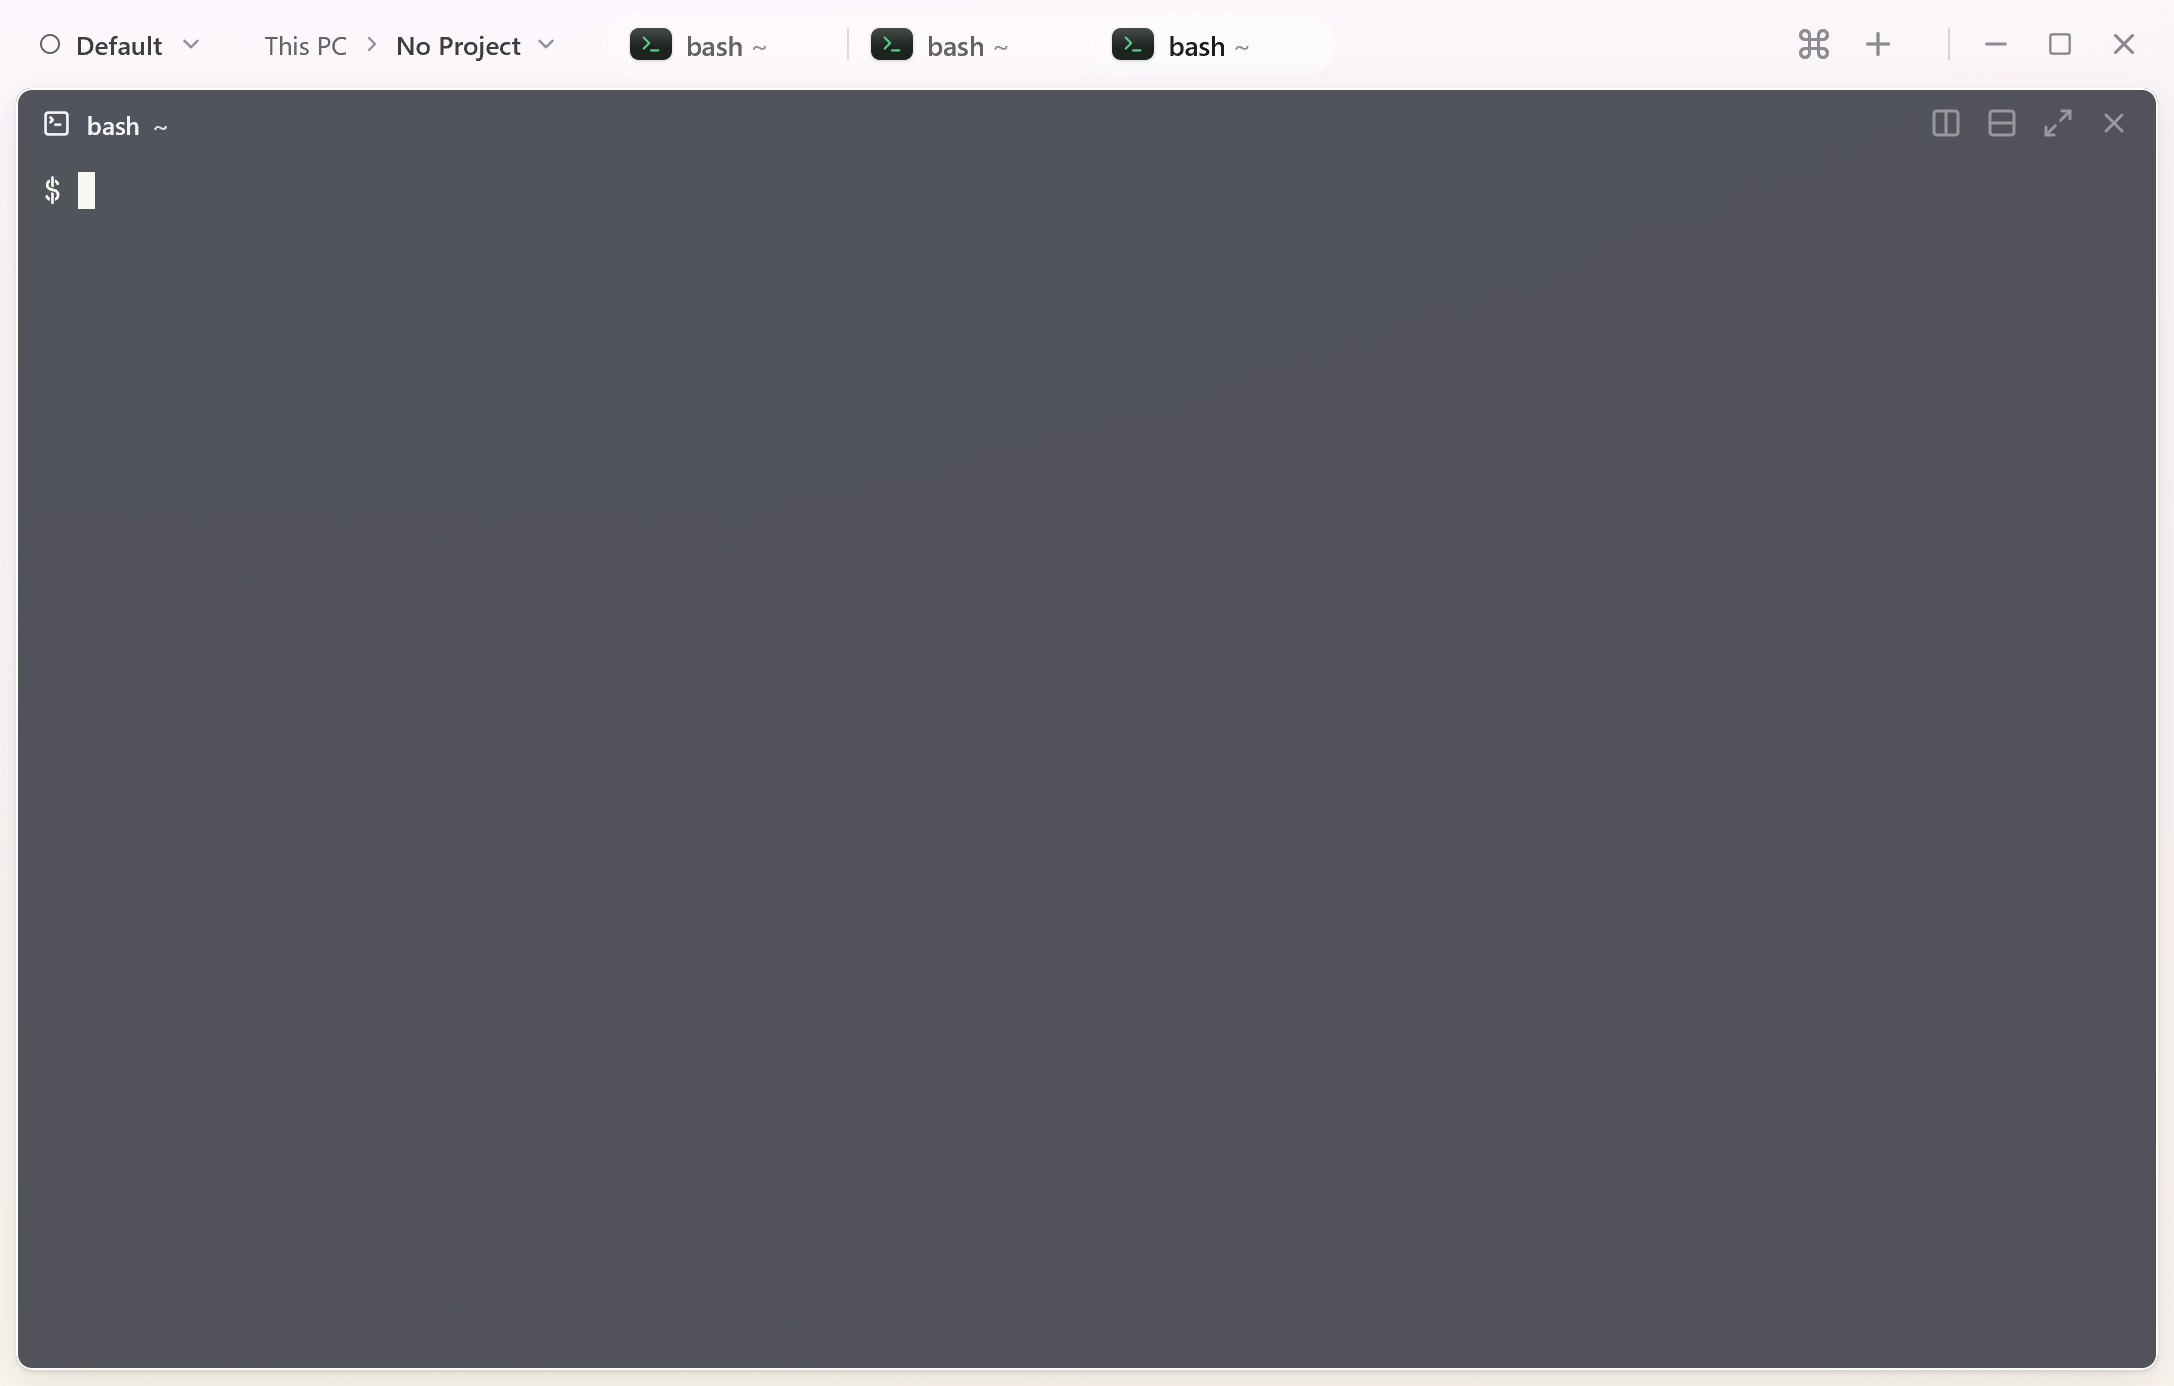 Default This PC > No Project bash ~ bash ~ bash ~
bash ~
$